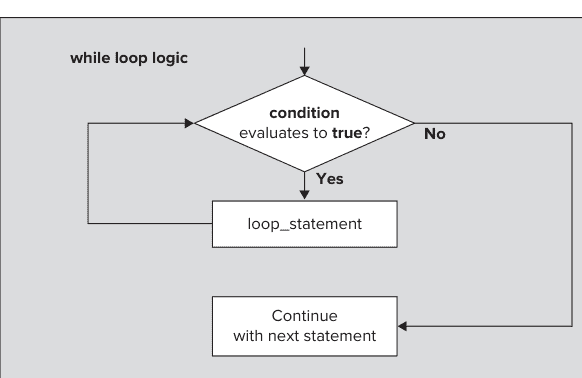 while loop logic
condition
evaluates to true?
No
Yes
loop_statement
Continue
with next statement